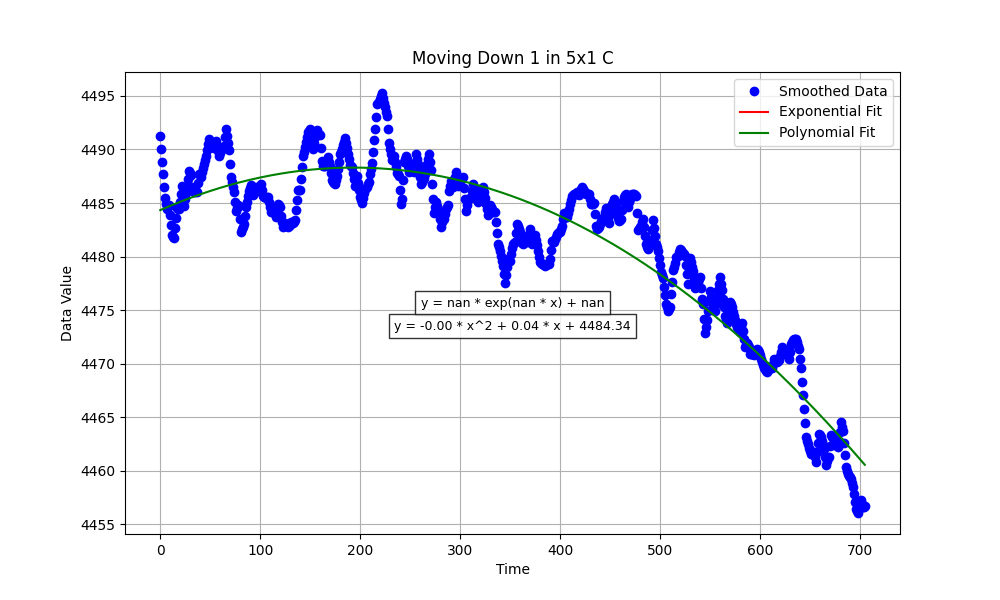 Moving Down 1 in 5x1 C
Smoothed Data
Exponential Fit
Polynomial Fit
4495
4490
4485
4480
4475
4470
4465
4460
4455
Data Value
y = nan * exp(nan * x) + nan
y = -0.00 * x^2 + 0.04 * x + 4484.34
0 100 200 300 400 500 600 700
Time